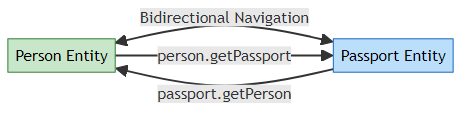 Bidirectional Navigation
Person Entity
person.getPassport
Passport Entity
passport.getPerson